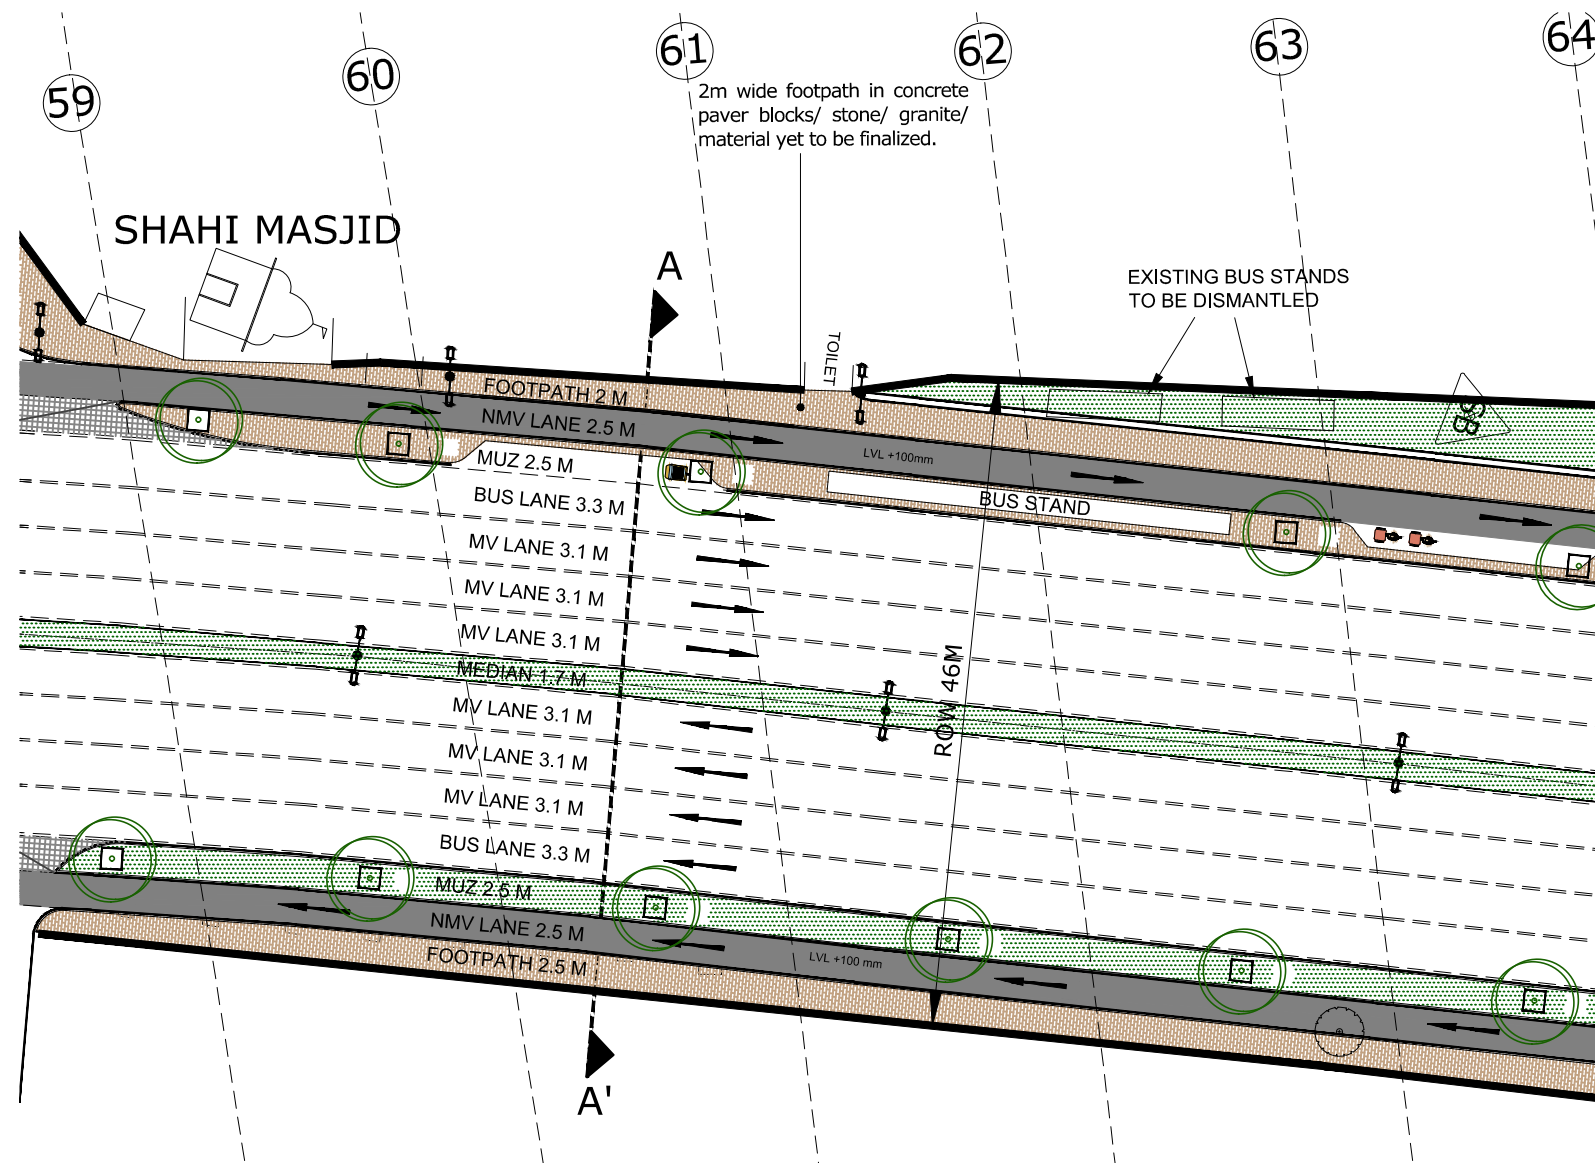 59
60
61
62
63
64
2m wide footpath in concrete
paver blocks/ stone/ granite/
material yet to be finalized.
SHAHI MASJID
A
EXISTING BUS STANDS
TO BE DISMANTLED
TOILET
FOOTPATH 2 M
NMV LANE 2.5 M
LVL +100mm
MUZ 2.5 M
BUS STAND
BUS LANE 3.3 M
MV LANE 3.1 M
MV LANE 3.1 M
MV LANE 3.1 M
MEDIAN 1.7 M
ROW 46M
MV LANE 3.1 M
MV LANE 3.1 M
MV LANE 3.1 M
BUS LANE 3.3 M
MUZ 2.5 M
NMV LANE 2.5 M
LVL +100 mm
FOOTPATH 2.5 M
A'